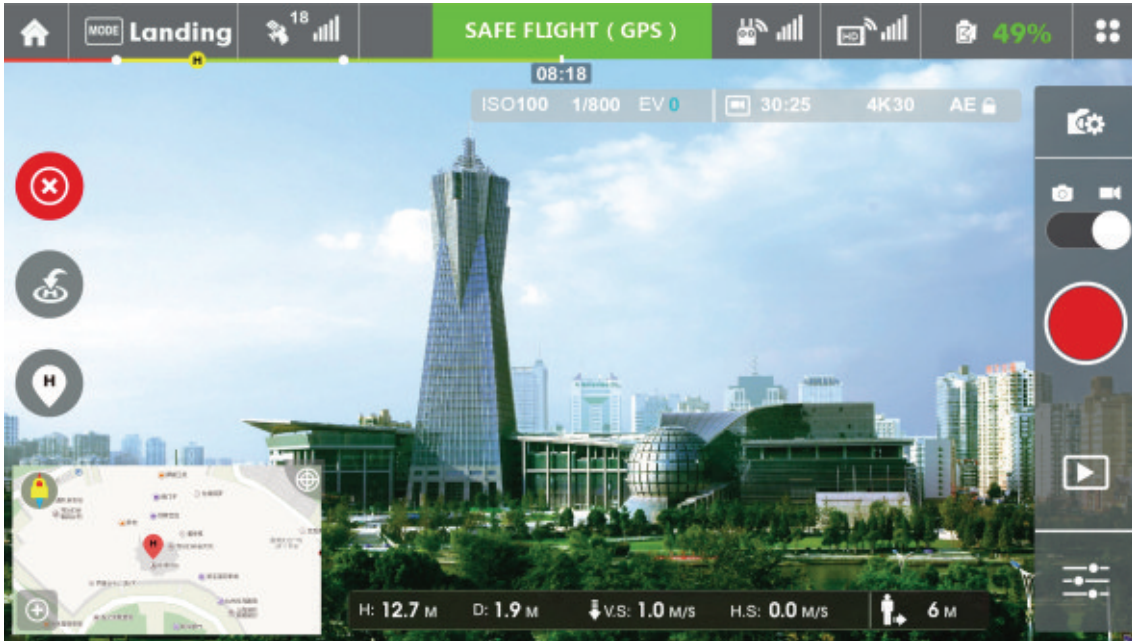 MODE Landing 18 SAFE FLIGHT ( GPS ) HD 49%
H
08:18
ISO100 1/800 EV 0 30:25 4K30 AE
H
H
H
H: 12.7 M D: 1.9 M V.S: 1.0 M/S H.S: 0.0 M/S 6 M